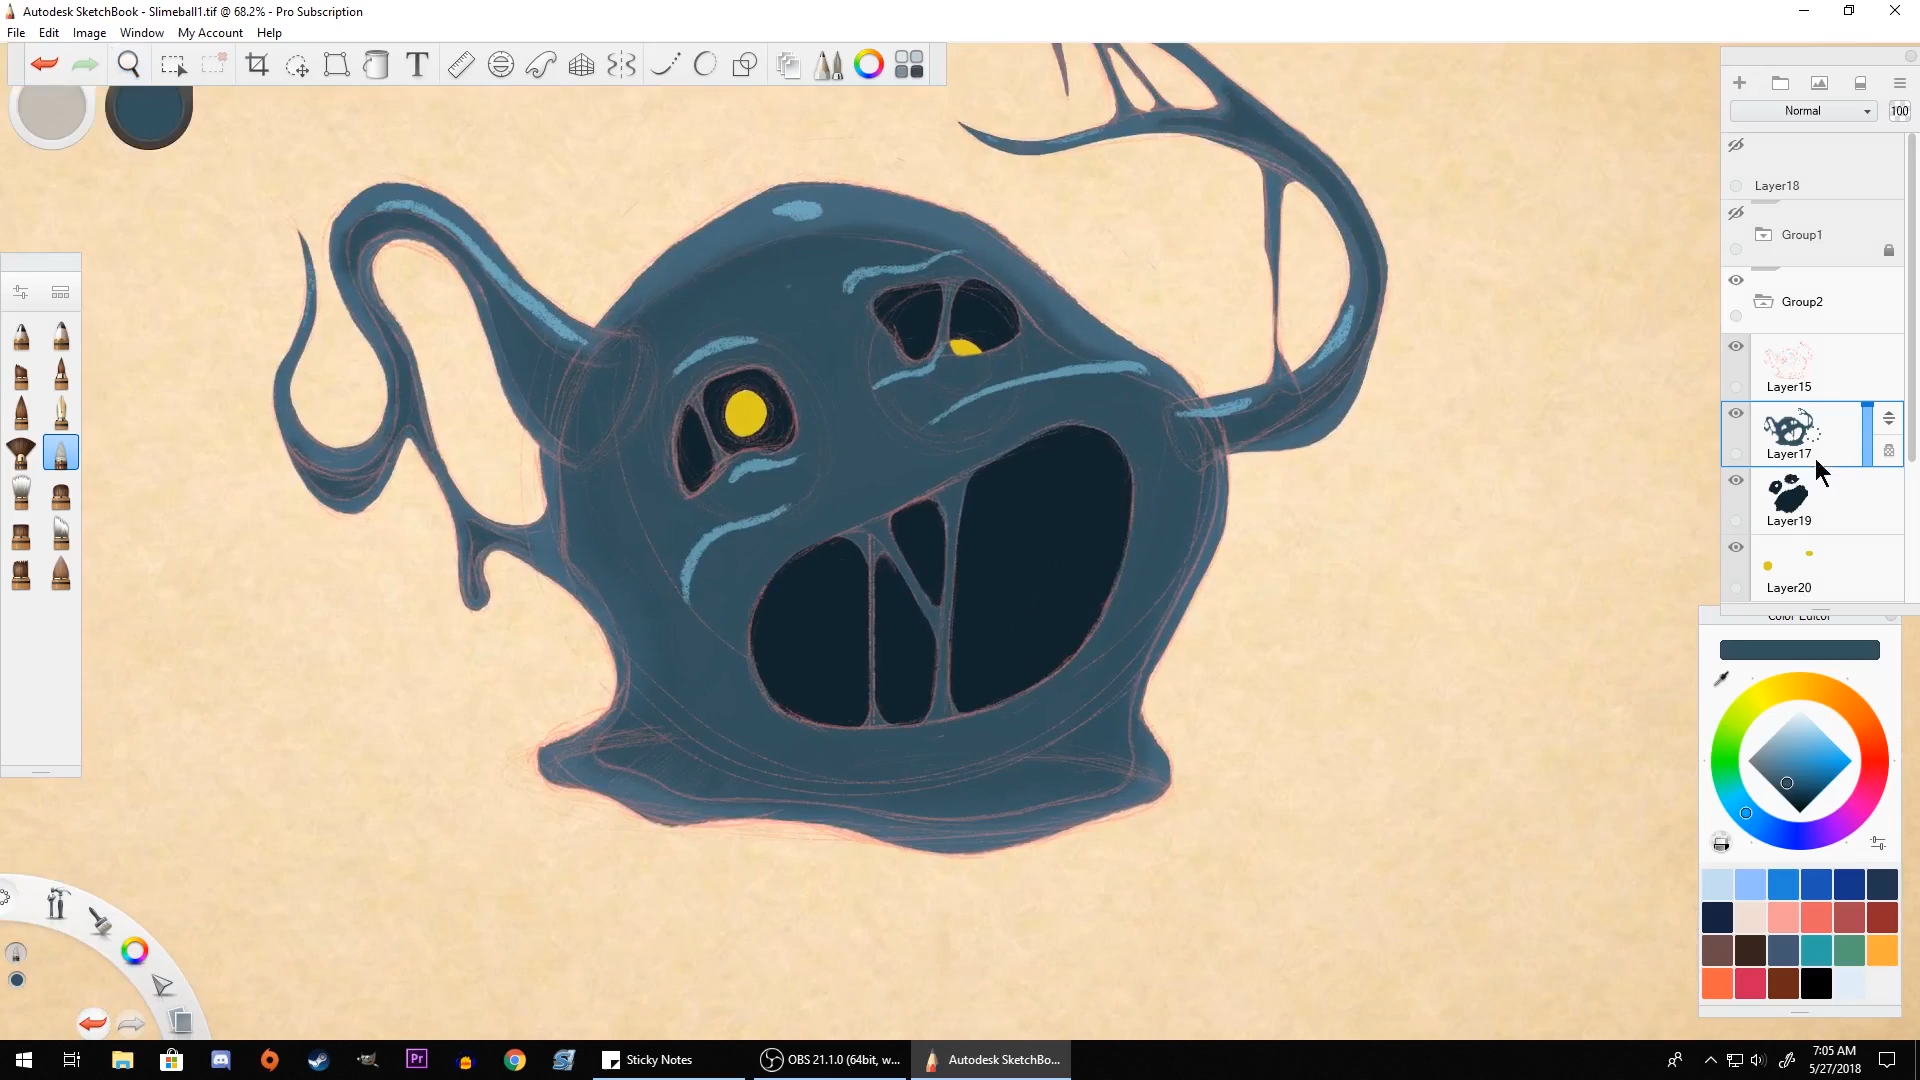 Autodesk SketchBook - Slimeball1.tif @ 68.2% - Pro Subscription
File Edit Image Window My Account Help
T
Normal 100
Layer18
Group1
Group2
Layer15
Layer17
Layer19
Layer20
Color Editor
Pr
Sticky Notes
OBS 21.1.0 (64bit, w...
Autodesk SketchBo...
7:05 AM
5/27/2018